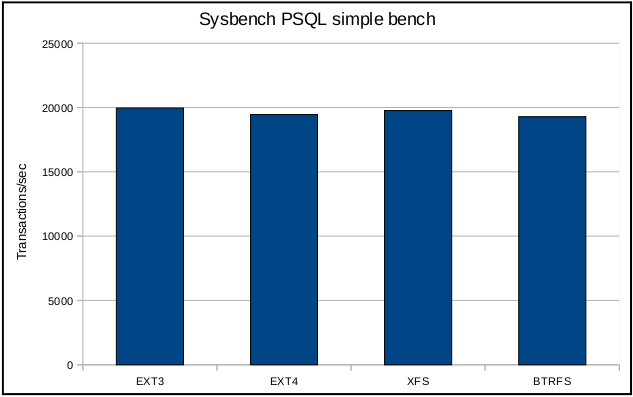 Sysbench PSQL simple bench
25000
20000
15000
10000
5000
0
Transactions/sec
EXT3 EXT4 XFS BTRFS